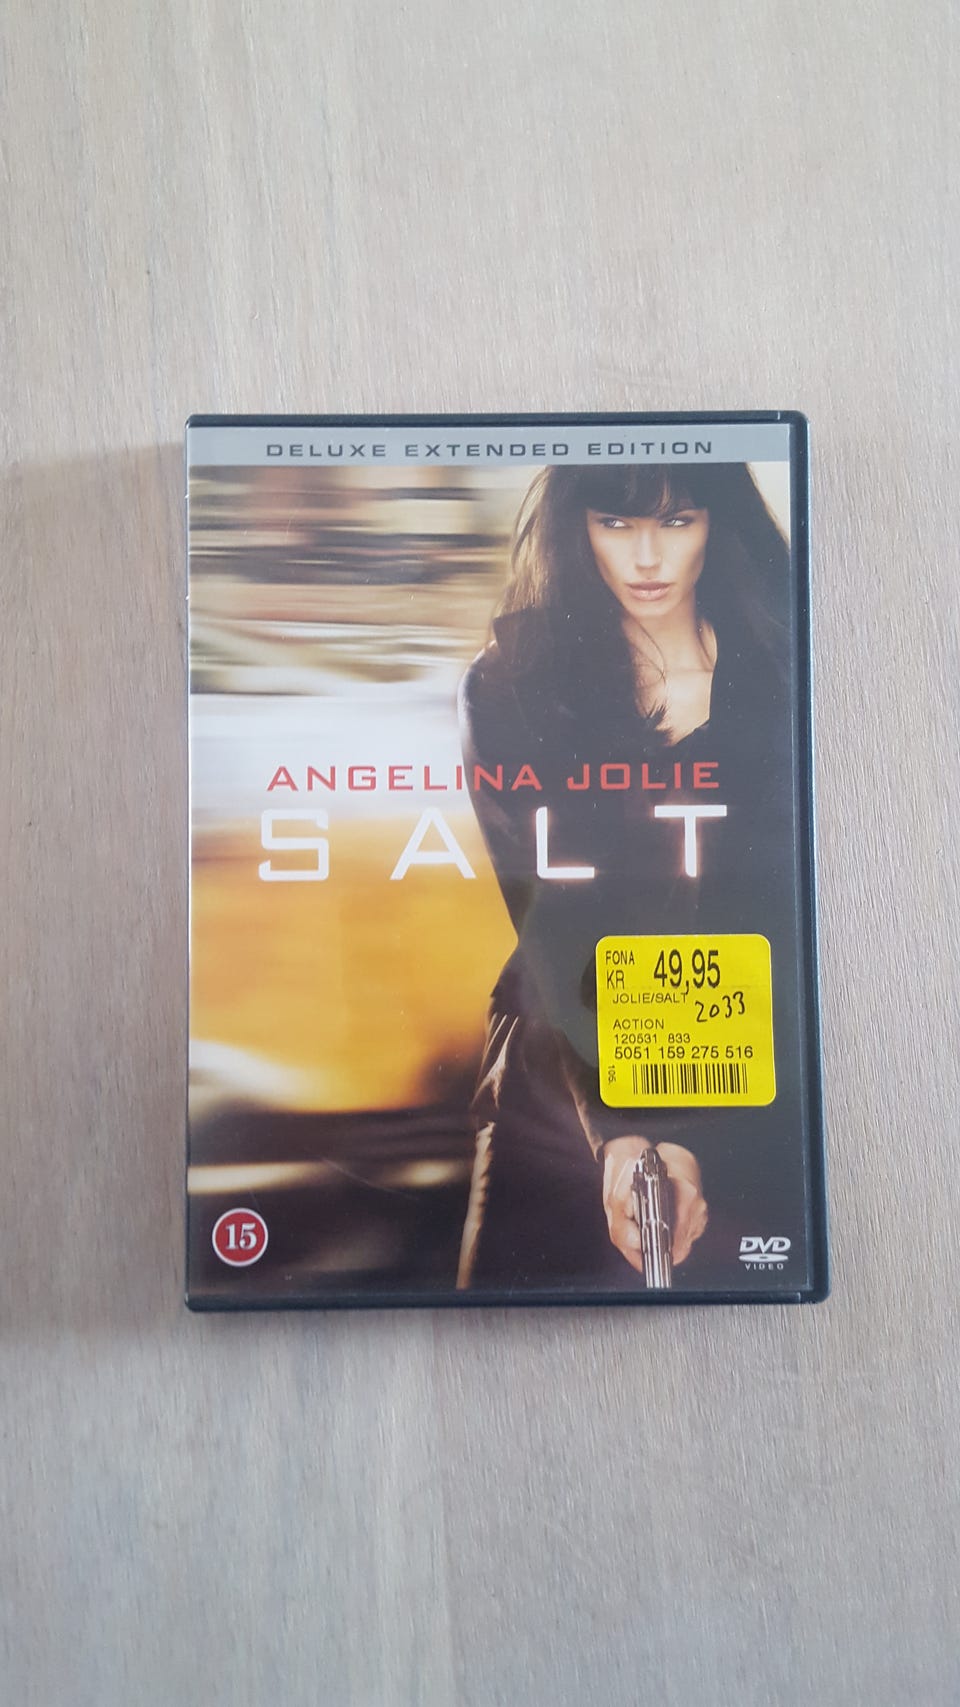 DELUXE EXTENDED EDITION
ANGELINA JOLIE
SALT
FONA
KR 49,95
JOLIE/SALT
2033
ACTION
120531 833
5051 159 275 516
106.
15
DVD
VIDEO